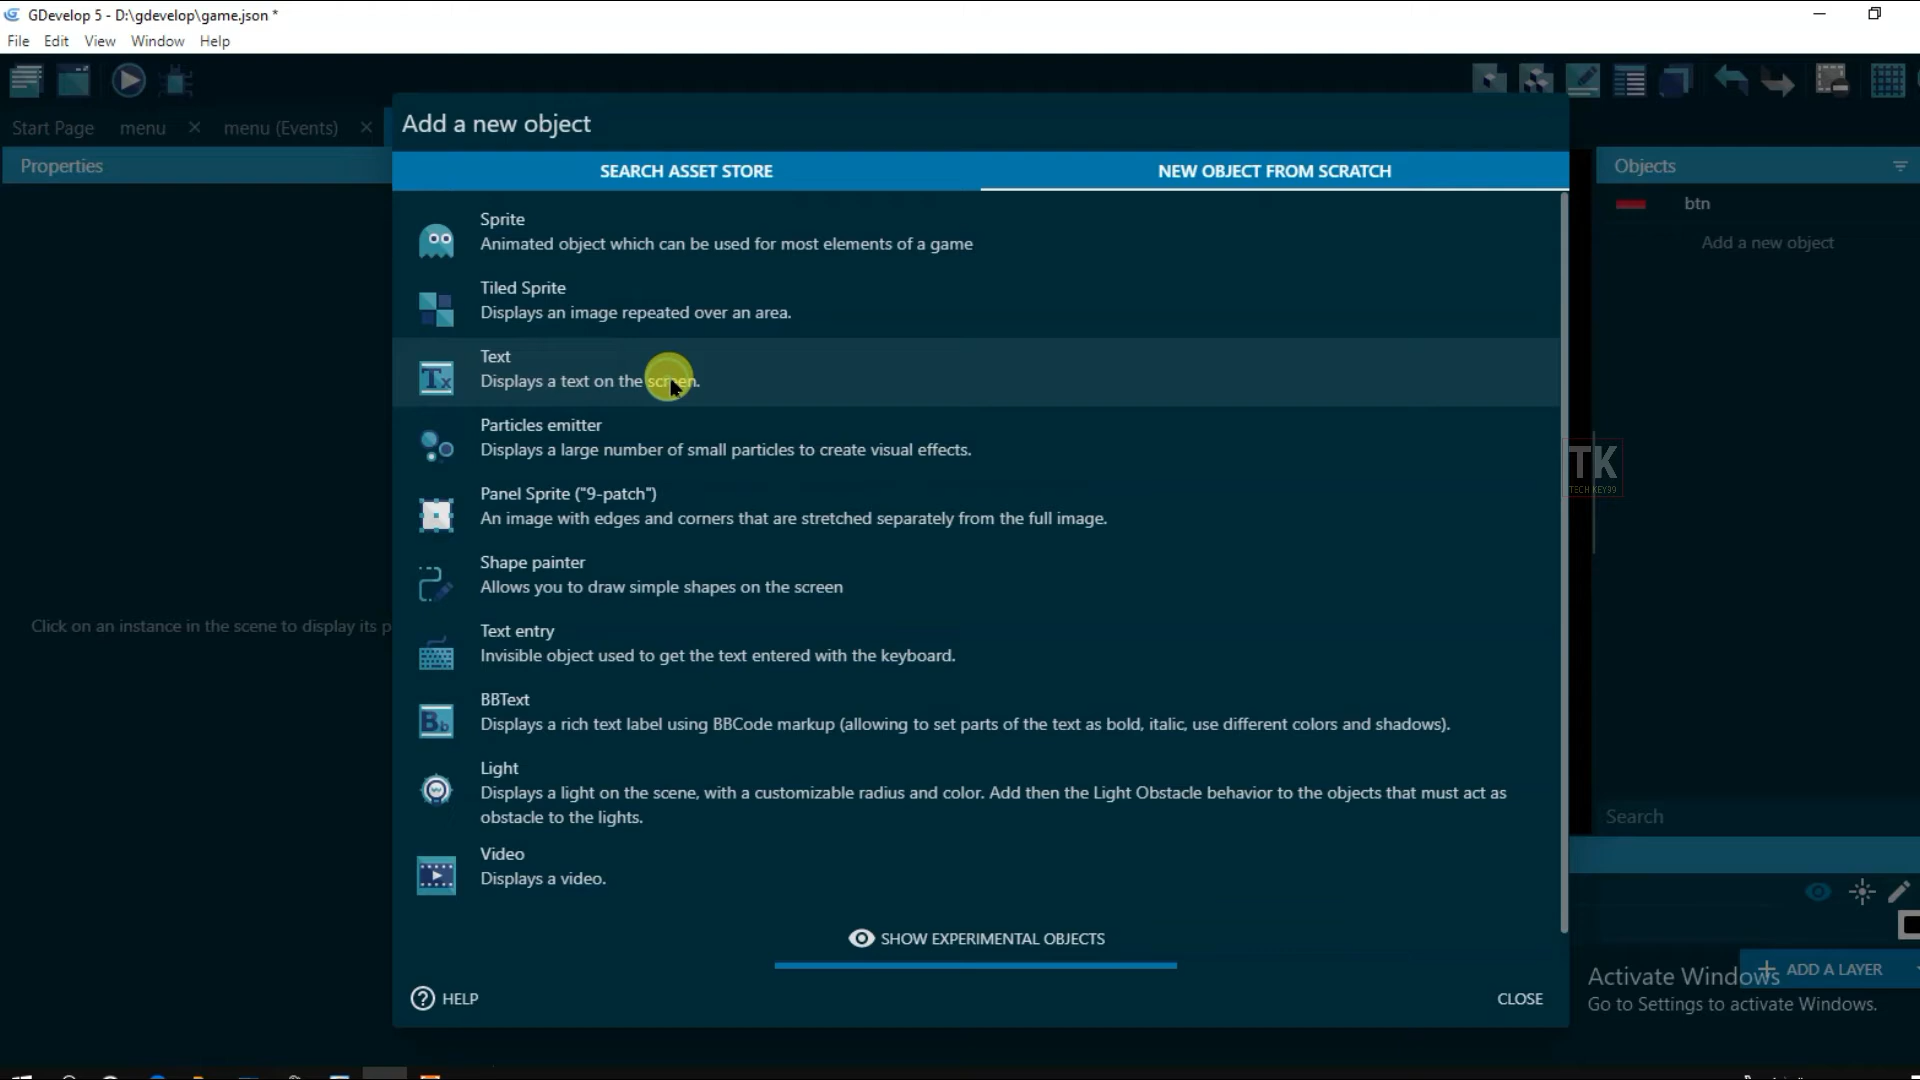 GDevelop 5 - D:\gdevelop\game.json *
File Edit View Window Help
Start Page menu menu (Events)
Add a new object
Properties
SEARCH ASSET STORE NEW OBJECT FROM SCRATCH
Objects
btn
Add a new object
Sprite
Animated object which can be used for most elements of a game
Tiled Sprite
Displays an image repeated over an area.
Text
Displays a text on the screen.
Particles emitter
Displays a large number of small particles to create visual effects.
Panel Sprite ("9-patch")
An image with edges and corners that are stretched separately from the full image.
Shape painter
Allows you to draw simple shapes on the screen
Click on an instance in the scene to display its p
Text entry
Invisible object used to get the text entered with the keyboard.
BBText
Displays a rich text label using BBCode markup (allowing to set parts of the text as bold, italic, use different colors and shadows).
Light
Displays a light on the scene, with a customizable radius and color. Add then the Light Obstacle behavior to the objects that must act as
obstacle to the lights.
Video
Displays a video.
SHOW EXPERIMENTAL OBJECTS
HELP
CLOSE
TK
TECH KEY99
Search
ADD A LAYER
Activate Windows
Go to Settings to activate Windows.